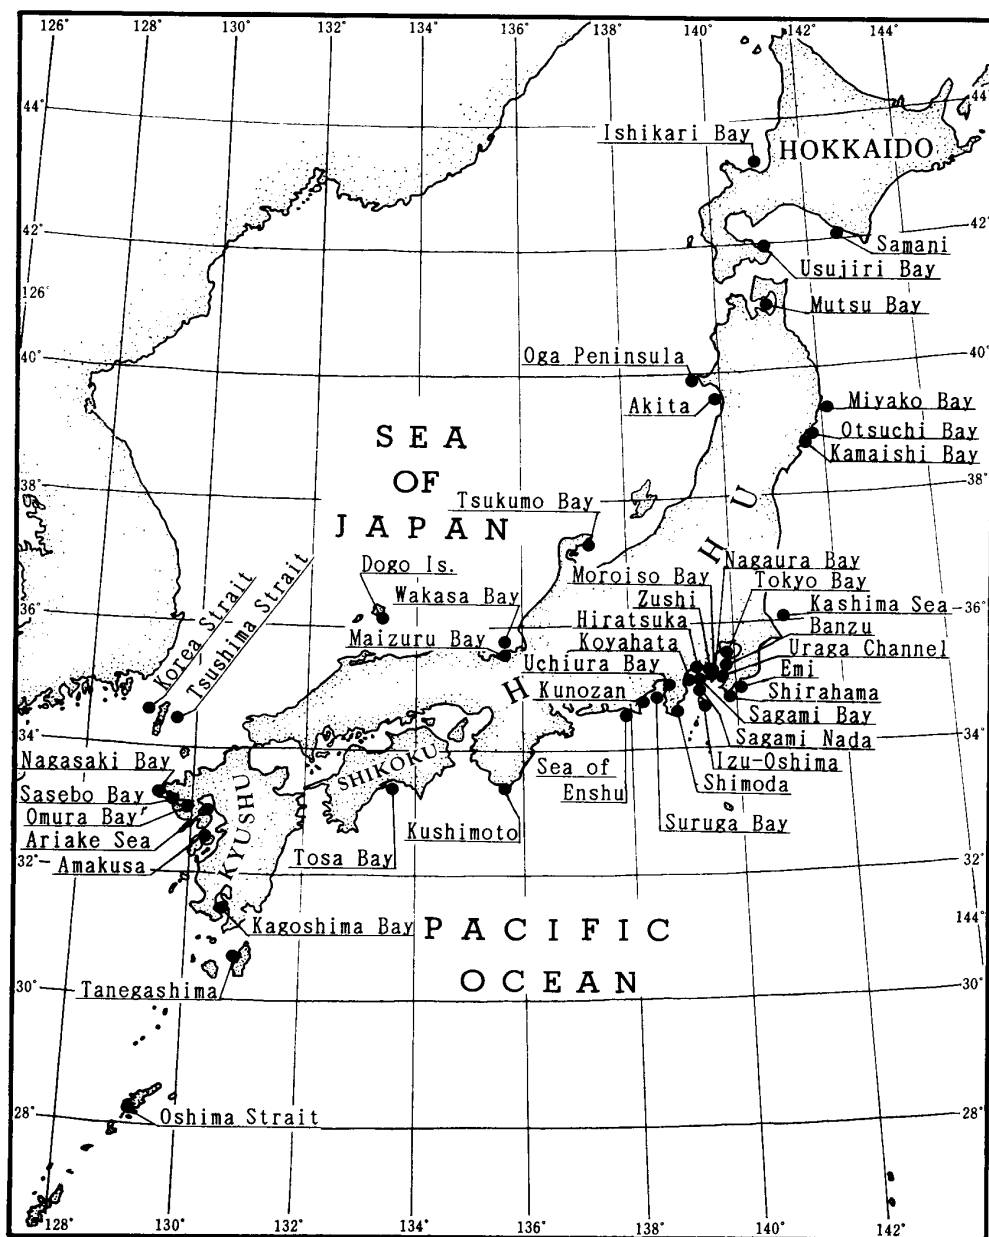 126° 128° 130° 132° 134° 136° 138° 140° 142° 144°
44° 44°
Ishikari Bay
HOKKAIDO
42° 42°
Samani
Usujiri Bay
126°
Mutsu Bay
40° 40°
Oga Peninsula
Akita
Miyako Bay
Otsuchi Bay
Kamaishi Bay
SEA
OF
JAPAN
38° 38°
Tsukumo Bay
HONSHU
Nagaura Bay
Moroiso Bay
Tokyo Bay
Dogo Is.
Korea Strait
Tsushima Strait
Wakasa Bay
Zushi
Kashima Sea
36° 36°
Hiratsuka
Banzu
Maizuru Bay
Koyahata
Uraga Channel
Uchiura Bay
Emi
Kunozan
Shirahama
Sagami Bay
34° 34°
Sagami Nada
Nagasaki Bay
SHIKOKU
Izu-Oshima
Sea of
Enshu
Shimoda
Sasebo Bay
KYUSHU
Omura Bay
Suruga Bay
Ariake Sea
Kushimoto
32° 32°
Amakusa
Tosa Bay
144°
Kagoshima Bay
PACIFIC
OCEAN
30° 30°
Tanegashima
28° 28°
Oshima Strait
128° 130° 132° 134° 136° 138° 140° 142°